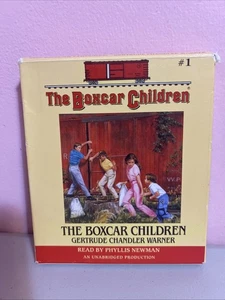 #1
The Boxcar Children
THE BOXCAR CHILDREN
GERTRUDE CHANDLER WARNER
READ BY PHYLLIS NEWMAN
AN UNABRIDGED PRODUCTION